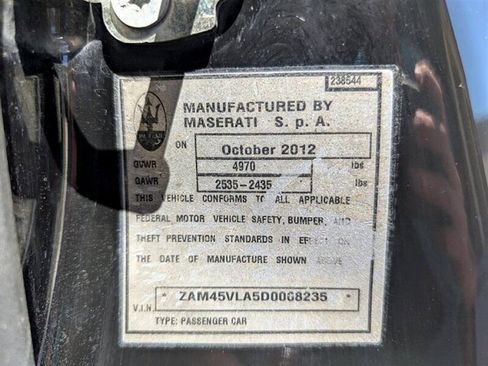 238544
MANUFACTURED BY
MASERATI S. p A.
ON October 2012
GVWR 4970 lbs
GAWR 2535-2435 lbs
THIS VEHICLE CONFORMS TO ALL APPLICABLE
FEDERAL MOTOR VEHICLE SAFETY, BUMPER, AND
THEFT PREVENTION STANDARDS IN EFFECT ON
THE DATE OF MANUFACTURE SHOWN ABOVE
V.I.N. * ZAM45VLA5D0068235 *
TYPE: PASSENGER CAR